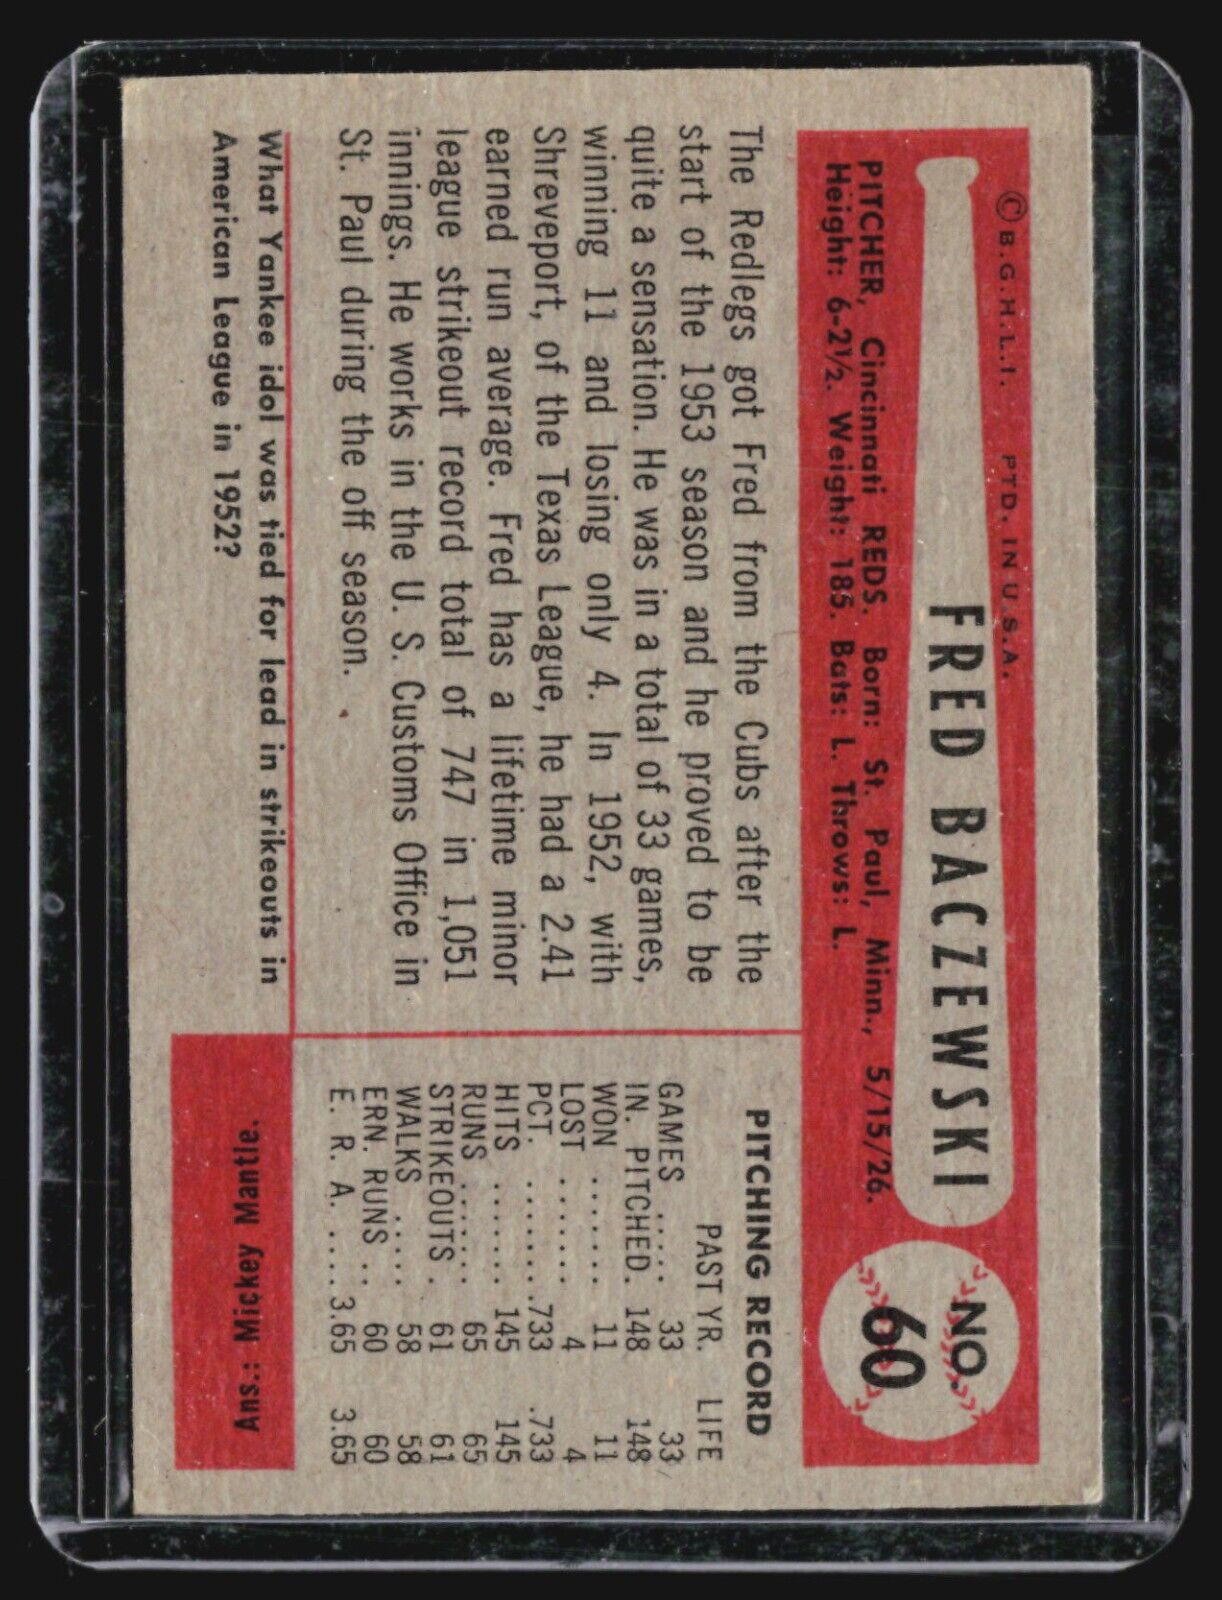 © B.G.H.L.I. PTD. IN U.S.A.
FRED BACZEWSKI
NO.
60
PITCHER, Cincinnati REDS. Born: St. Paul, Minn., 5/15/26.
Height: 6-2½. Weight: 185. Bats: L. Throws: L.
The Redlegs got Fred from the Cubs after the
start of the 1953 season and he proved to be
quite a sensation. He was in a total of 33 games,
winning 11 and losing only 4. In 1952, with
Shreveport, of the Texas League, he had a 2.41
earned run average. Fred has a lifetime minor
league strikeout record total of 747 in 1,051
innings. He works in the U. S. Customs Office in
St. Paul during the off season.
PITCHING RECORD
PAST YR. LIFE
GAMES ..... 33 33
IN. PITCHED. 148 148
WON ....... 11 11
LOST ....... 4 4
PCT. ....... .733 .733
HITS ....... 145 145
RUNS ....... 65 65
STRIKEOUTS . 61 61
WALKS ..... 58 58
ERN. RUNS .. 60 60
E. R. A. .... 3.65 3.65
What Yankee idol was tied for lead in strikeouts in
American League in 1952?
Ans.: Mickey Mantle.